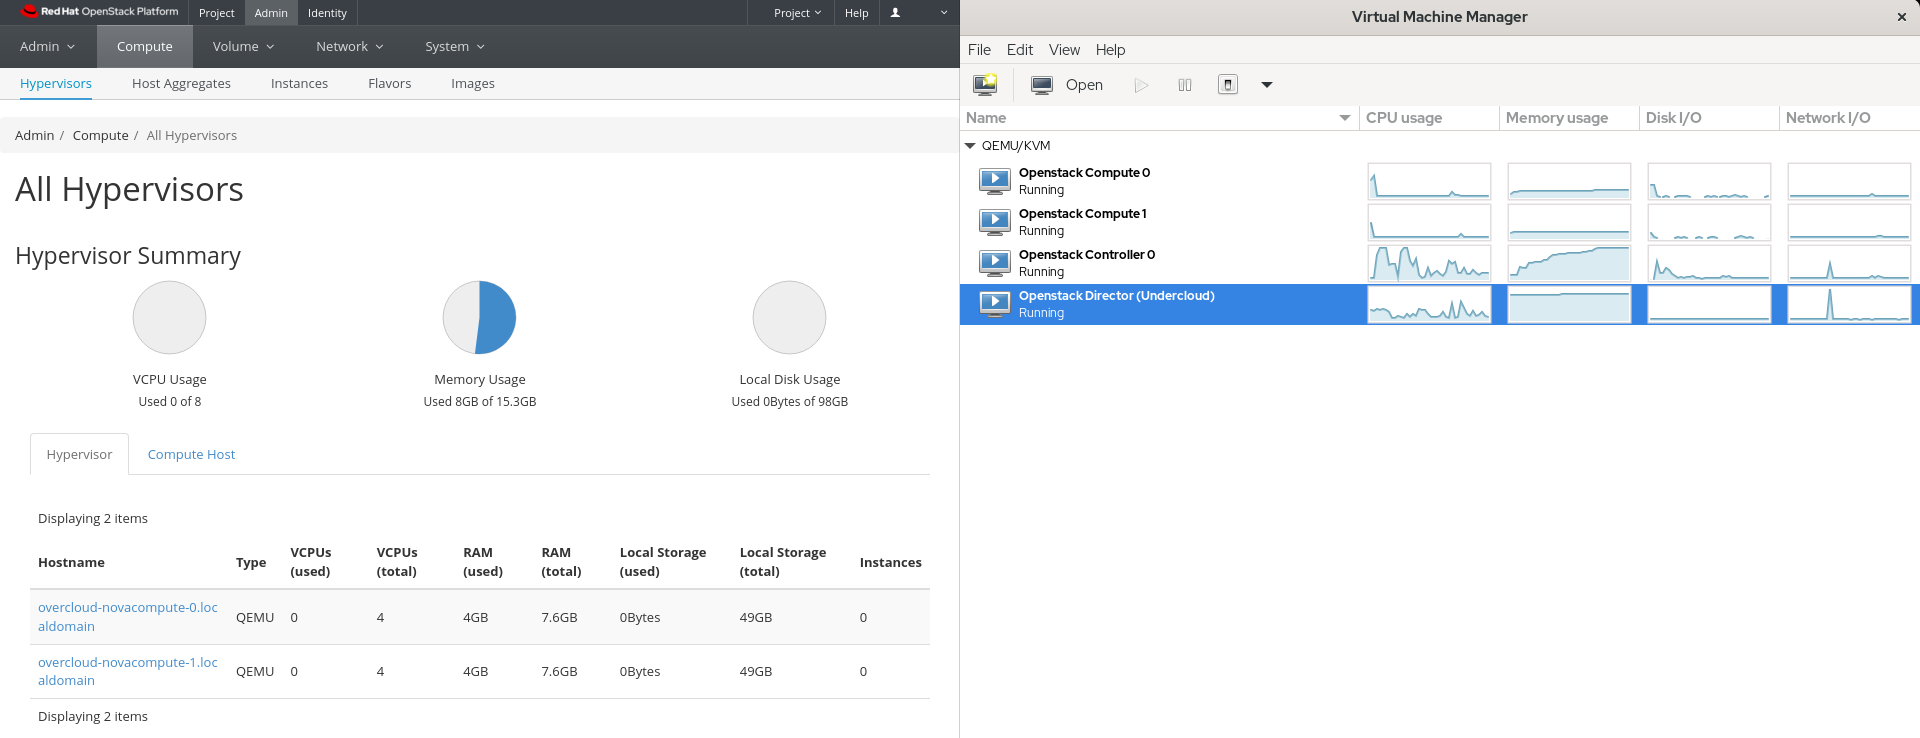 Red Hat OpenStack Platform Project Admin Identity Project Help
Admin Compute Volume Network System
Hypervisors Host Aggregates Instances Flavors Images
Admin / Compute / All Hypervisors
All Hypervisors
Hypervisor Summary
VCPU Usage Memory Usage Local Disk Usage
Used 0 of 8 Used 8GB of 15.3GB Used 0Bytes of 98GB
Hypervisor Compute Host
Displaying 2 items
Hostname Type VCPUs (used) VCPUs (total) RAM (used) RAM (total) Local Storage (used) Local Storage (total) Instances
overcloud-novacompute-0.loc
aldomain QEMU 0 4 4GB 7.6GB 0Bytes 49GB 0
overcloud-novacompute-1.loc
aldomain QEMU 0 4 4GB 7.6GB 0Bytes 49GB 0
Displaying 2 items
Virtual Machine Manager
File Edit View Help
Open
Name CPU usage Memory usage Disk I/O Network I/O
QEMU/KVM
Openstack Compute 0
Running
Openstack Compute 1
Running
Openstack Controller 0
Running
Openstack Director (Undercloud)
Running